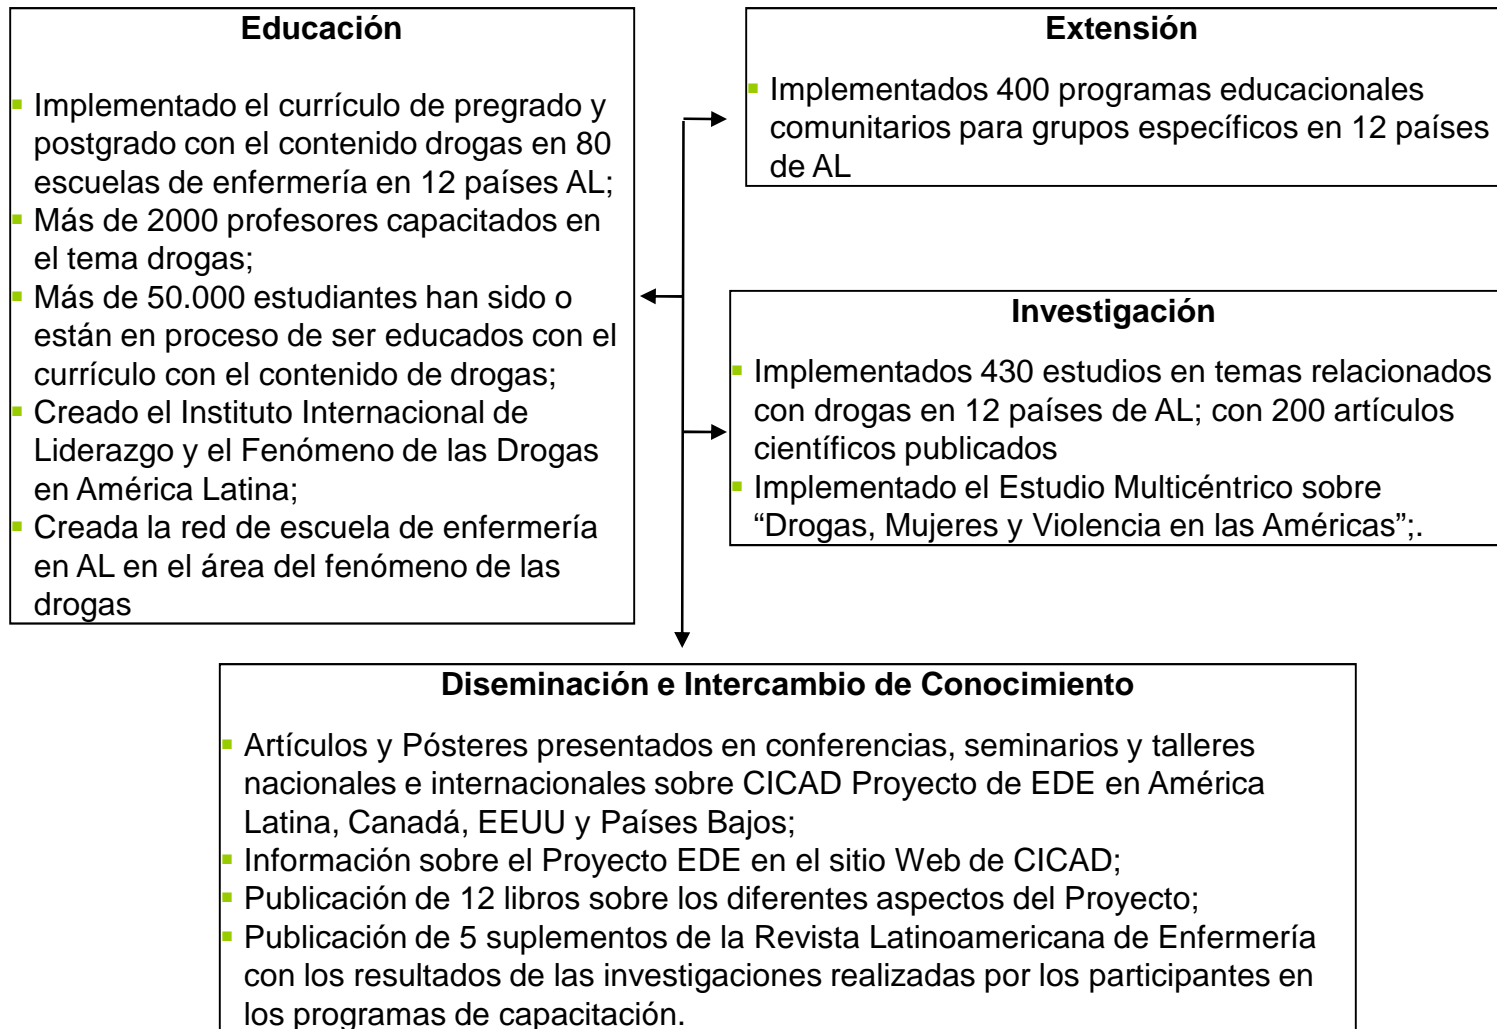 Educación
Implementado el currículo de pregrado y
postgrado con el contenido drogas en 80
escuelas de enfermería en 12 países AL;
Más de 2000 profesores capacitados en
el tema drogas;
Más de 50.000 estudiantes han sido o
están en proceso de ser educados con el
currículo con el contenido de drogas;
Creado el Instituto Internacional de
Liderazgo y el Fenómeno de las Drogas
en América Latina;
Creada la red de escuela de enfermería
en AL en el área del fenómeno de las
drogas
Extensión
Implementados 400 programas educacionales
comunitarios para grupos específicos en 12 países
de AL
Investigación
Implementados 430 estudios en temas relacionados
con drogas en 12 países de AL; con 200 artículos
científicos publicados
Implementado el Estudio Multicéntrico sobre
“Drogas, Mujeres y Violencia en las Américas”;.
Diseminación e Intercambio de Conocimiento
Artículos y Pósteres presentados en conferencias, seminarios y talleres
nacionales e internacionales sobre CICAD Proyecto de EDE en América
Latina, Canadá, EEUU y Países Bajos;
Información sobre el Proyecto EDE en el sitio Web de CICAD;
Publicación de 12 libros sobre los diferentes aspectos del Proyecto;
Publicación de 5 suplementos de la Revista Latinoamericana de Enfermería
con los resultados de las investigaciones realizadas por los participantes en
los programas de capacitación.